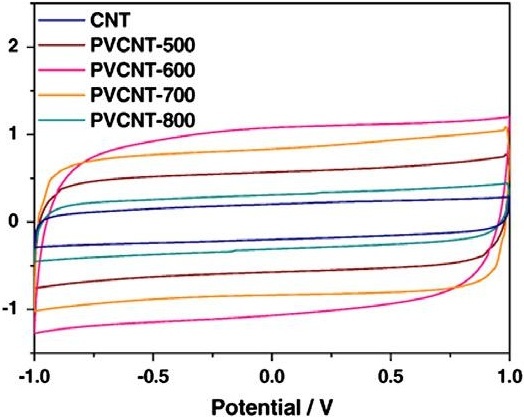 CNT
PVCNT-500
PVCNT-600
PVCNT-700
PVCNT-800
2
1
0
-1
-1.0 -0.5 0.0 0.5 1.0
Potential / V